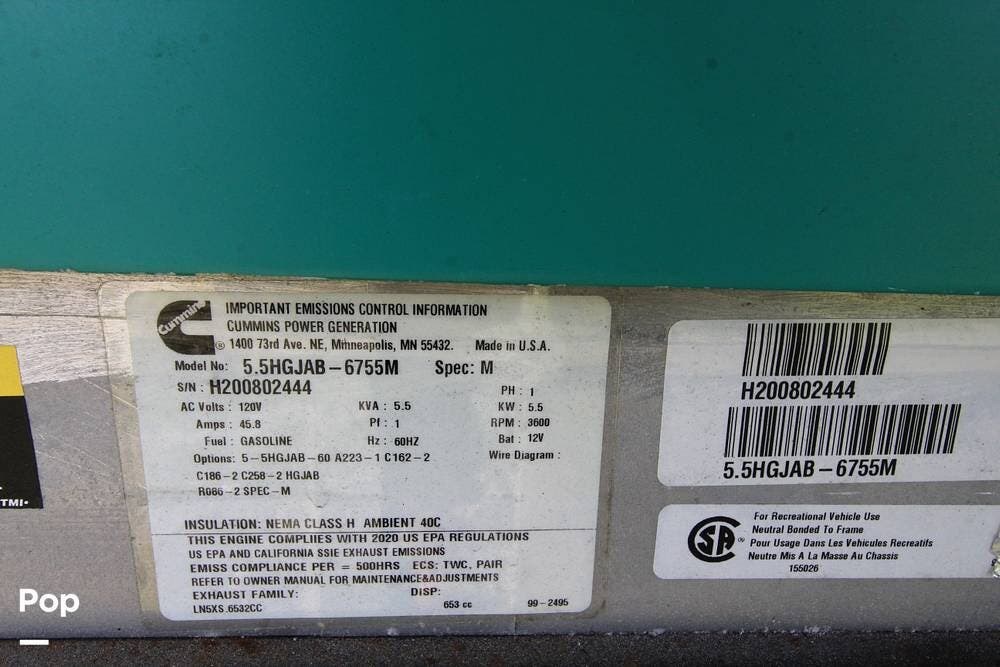 Cummins
IMPORTANT EMISSIONS CONTROL INFORMATION
CUMMINS POWER GENERATION
® 1400 73rd Ave. NE, Minneapolis, MN 55432. Made in U.S.A.
Model No: 5.5HGJAB-6755M Spec: M
S/N: H200802444 PH: 1
AC Volts: 120V KVA: 5.5 KW: 5.5
Amps: 45.8 Pf: 1 RPM: 3600
Fuel: GASOLINE Hz: 60HZ Bat: 12V
Options: 5-5HGJAB-60 A223-1 C162-2 Wire Diagram:
C186-2 C258-2 HGJAB
R086-2 SPEC-M
INSULATION: NEMA CLASS H AMBIENT 40C
THIS ENGINE COMPLIES WITH 2020 US EPA REGULATIONS
US EPA AND CALIFORNIA SSIE EXHAUST EMISSIONS
EMISS COMPLIANCE PER = 500HRS ECS: TWC, PAIR
REFER TO OWNER MANUAL FOR MAINTENANCE&ADJUSTMENTS
EXHAUST FAMILY: DISP:
LN5XS.6532CC 653 cc 99-2495
H200802444
5.5HGJAB-6755M
SA ®
For Recreational Vehicle Use
Neutral Bonded To Frame
Pour Usage Dans Les Vehicules Recreatifs
Neutre Mis A La Masse Au Chassis
155026
TMI.
Pop